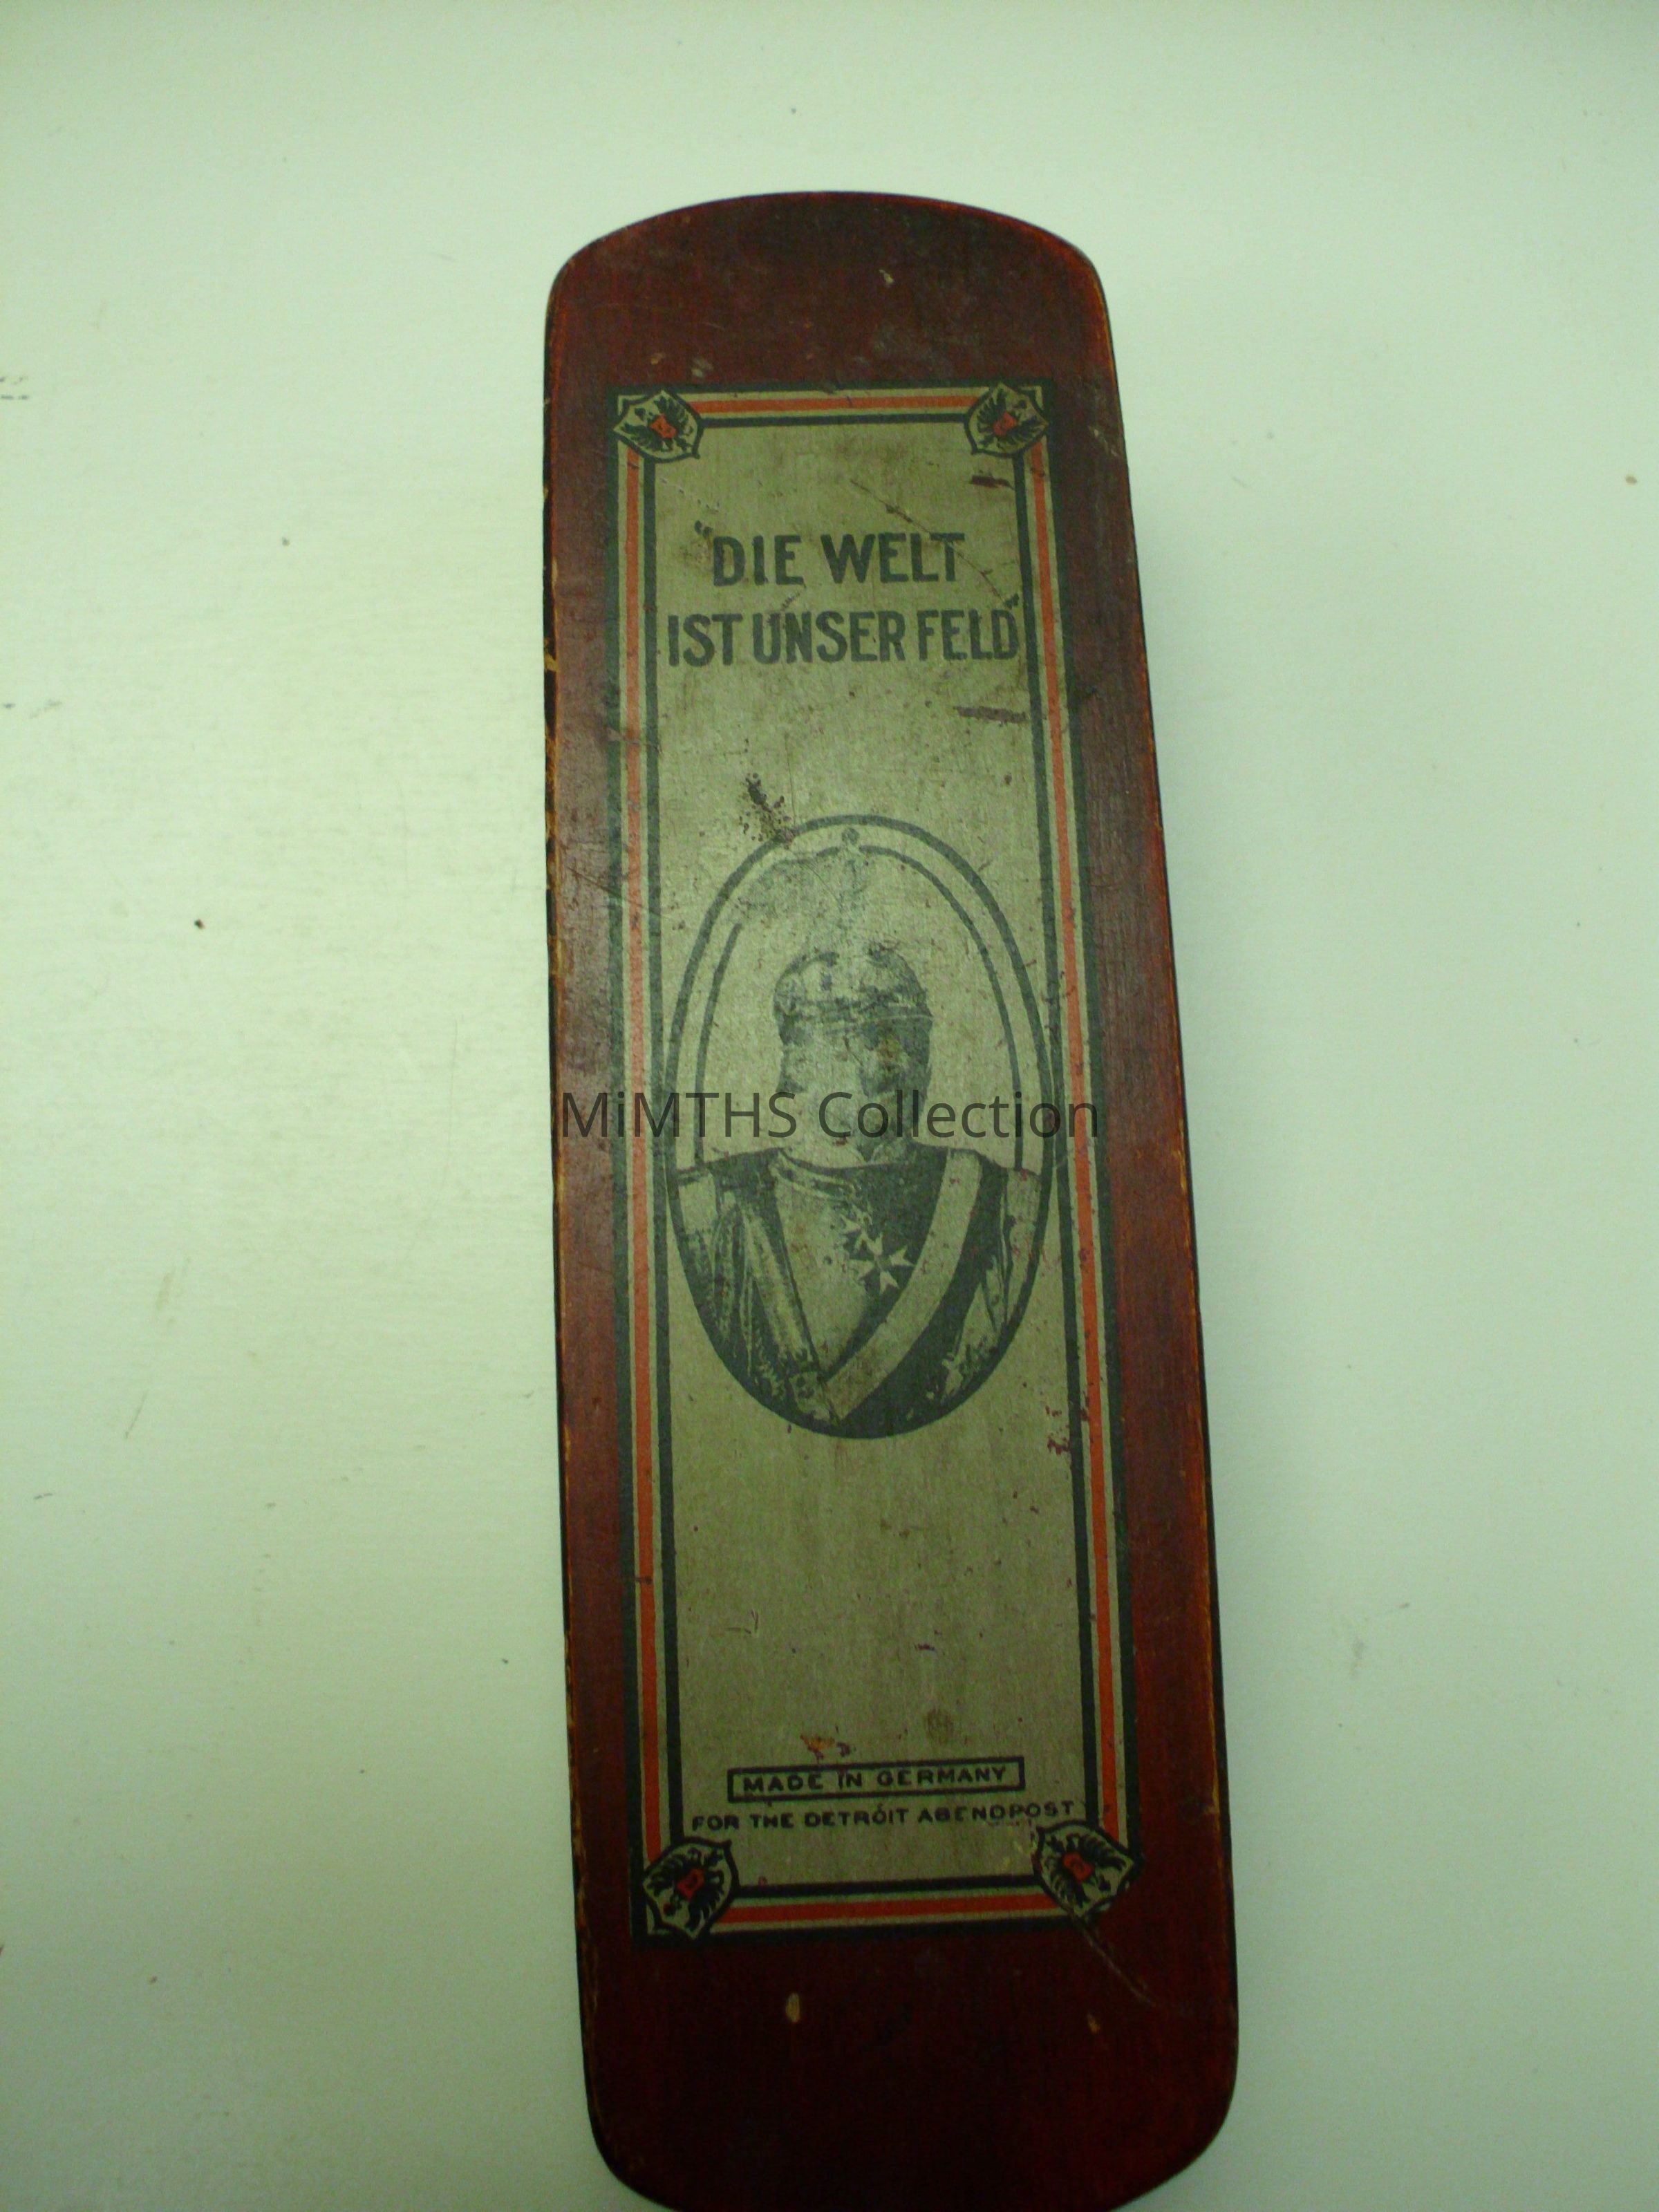 "DIE WELT
IST UNSER FELD"
MiMTHS Collection
MADE IN GERMANY
FOR THE DETROIT ABENDPOST